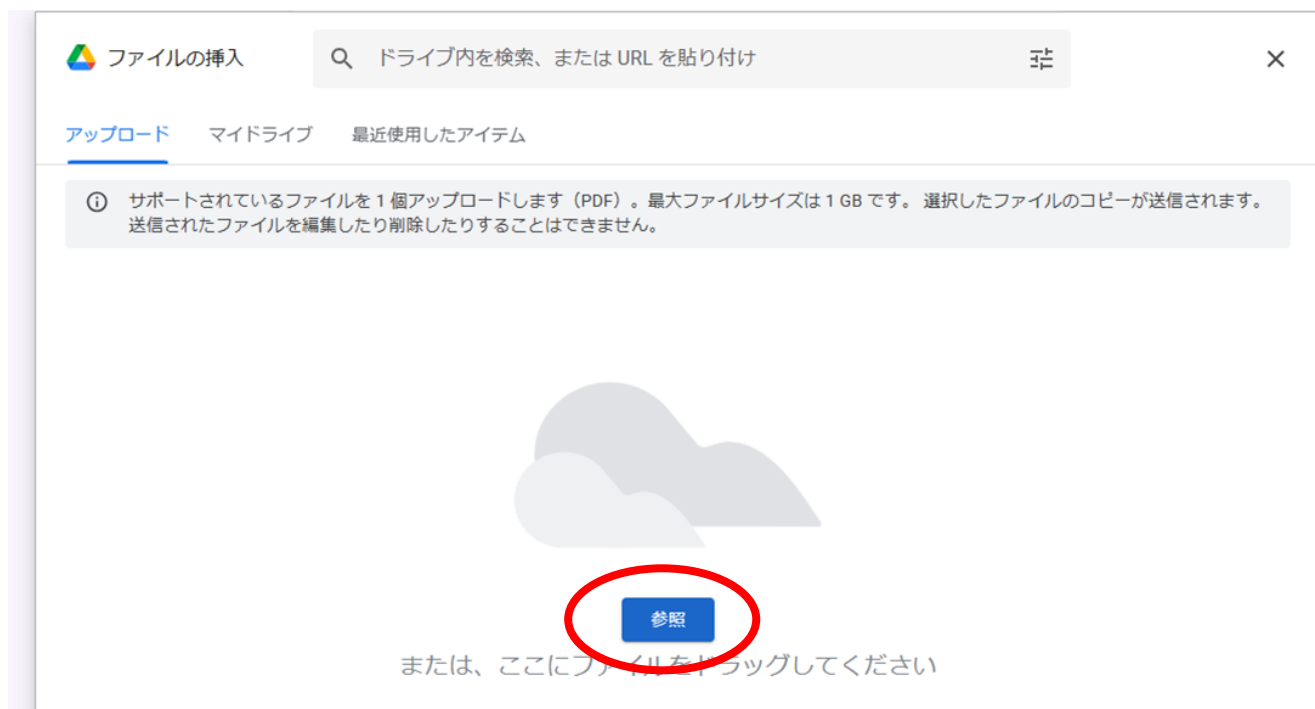 ファイルの挿入
ドライブ内を検索、または URL を貼り付け
アップロード マイドライブ 最近使用したアイテム
サポートされているファイルを 1 個アップロードします（PDF）。最大ファイルサイズは 1 GB です。 選択したファイルのコピーが送信されます。
送信されたファイルを編集したり削除したりすることはできません。
参照
または、ここにファイルをドラッグしてください